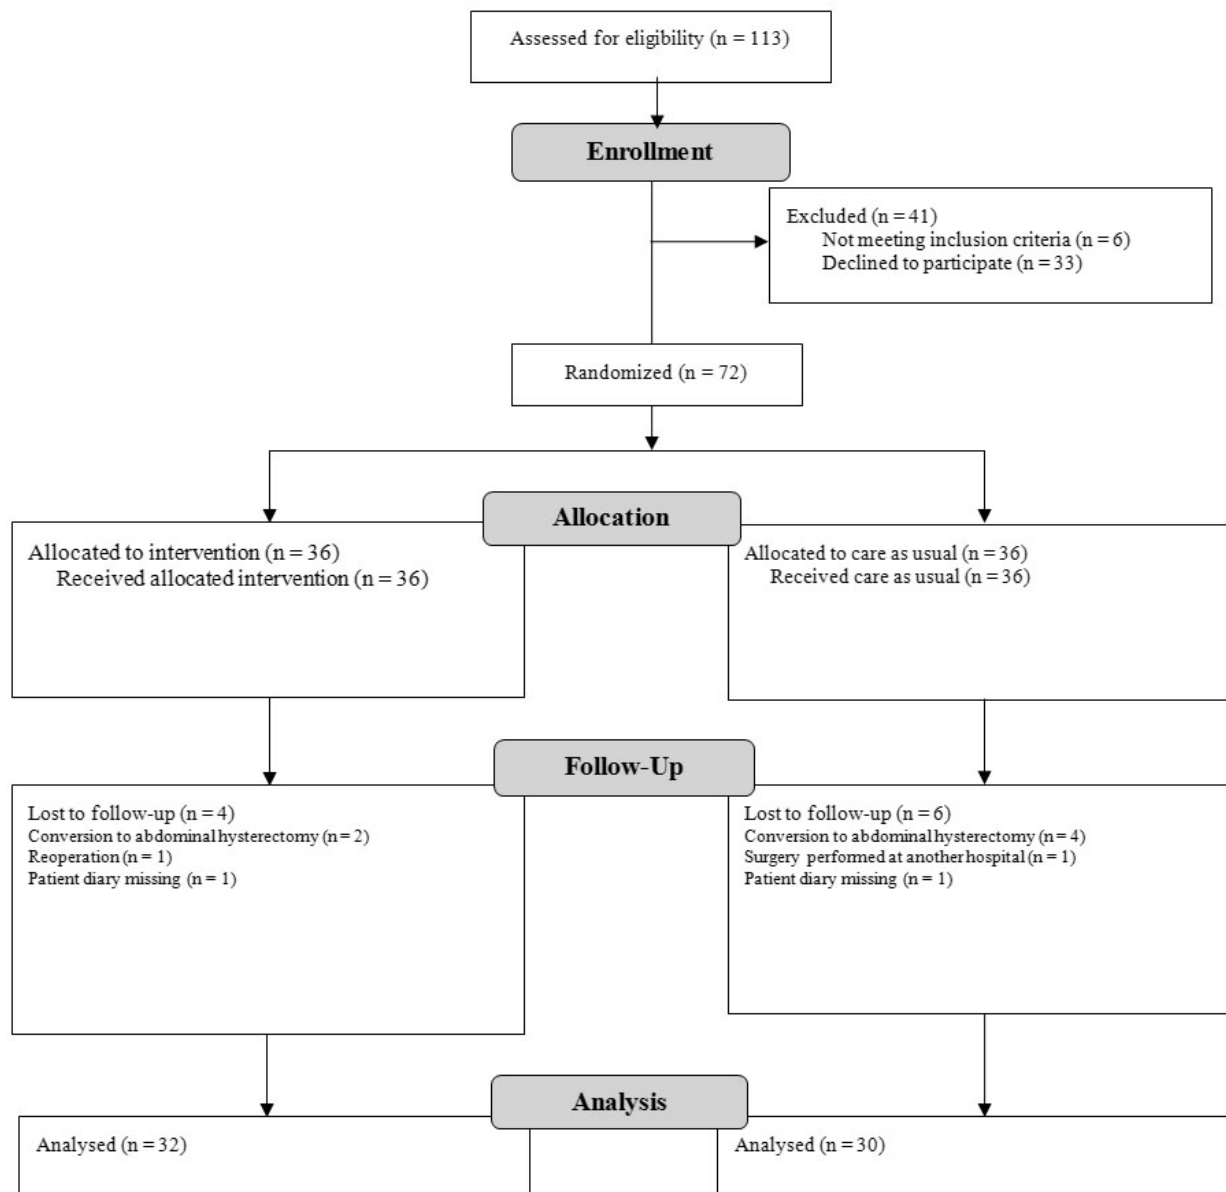 Assessed for eligibility (n = 113)
Enrollment
Excluded (n = 41)
Not meeting inclusion criteria (n = 6)
Declined to participate (n = 33)
Randomized (n = 72)
Allocation
Allocated to intervention (n = 36)
Received allocated intervention (n = 36)
Allocated to care as usual (n = 36)
Received care as usual (n = 36)
Follow-Up
Lost to follow-up (n = 4)
Conversion to abdominal hysterectomy (n = 2)
Reoperation (n = 1)
Patient diary missing (n = 1)
Lost to follow-up (n = 6)
Conversion to abdominal hysterectomy (n = 4)
Surgery performed at another hospital (n = 1)
Patient diary missing (n = 1)
Analysis
Analysed (n = 32)
Analysed (n = 30)